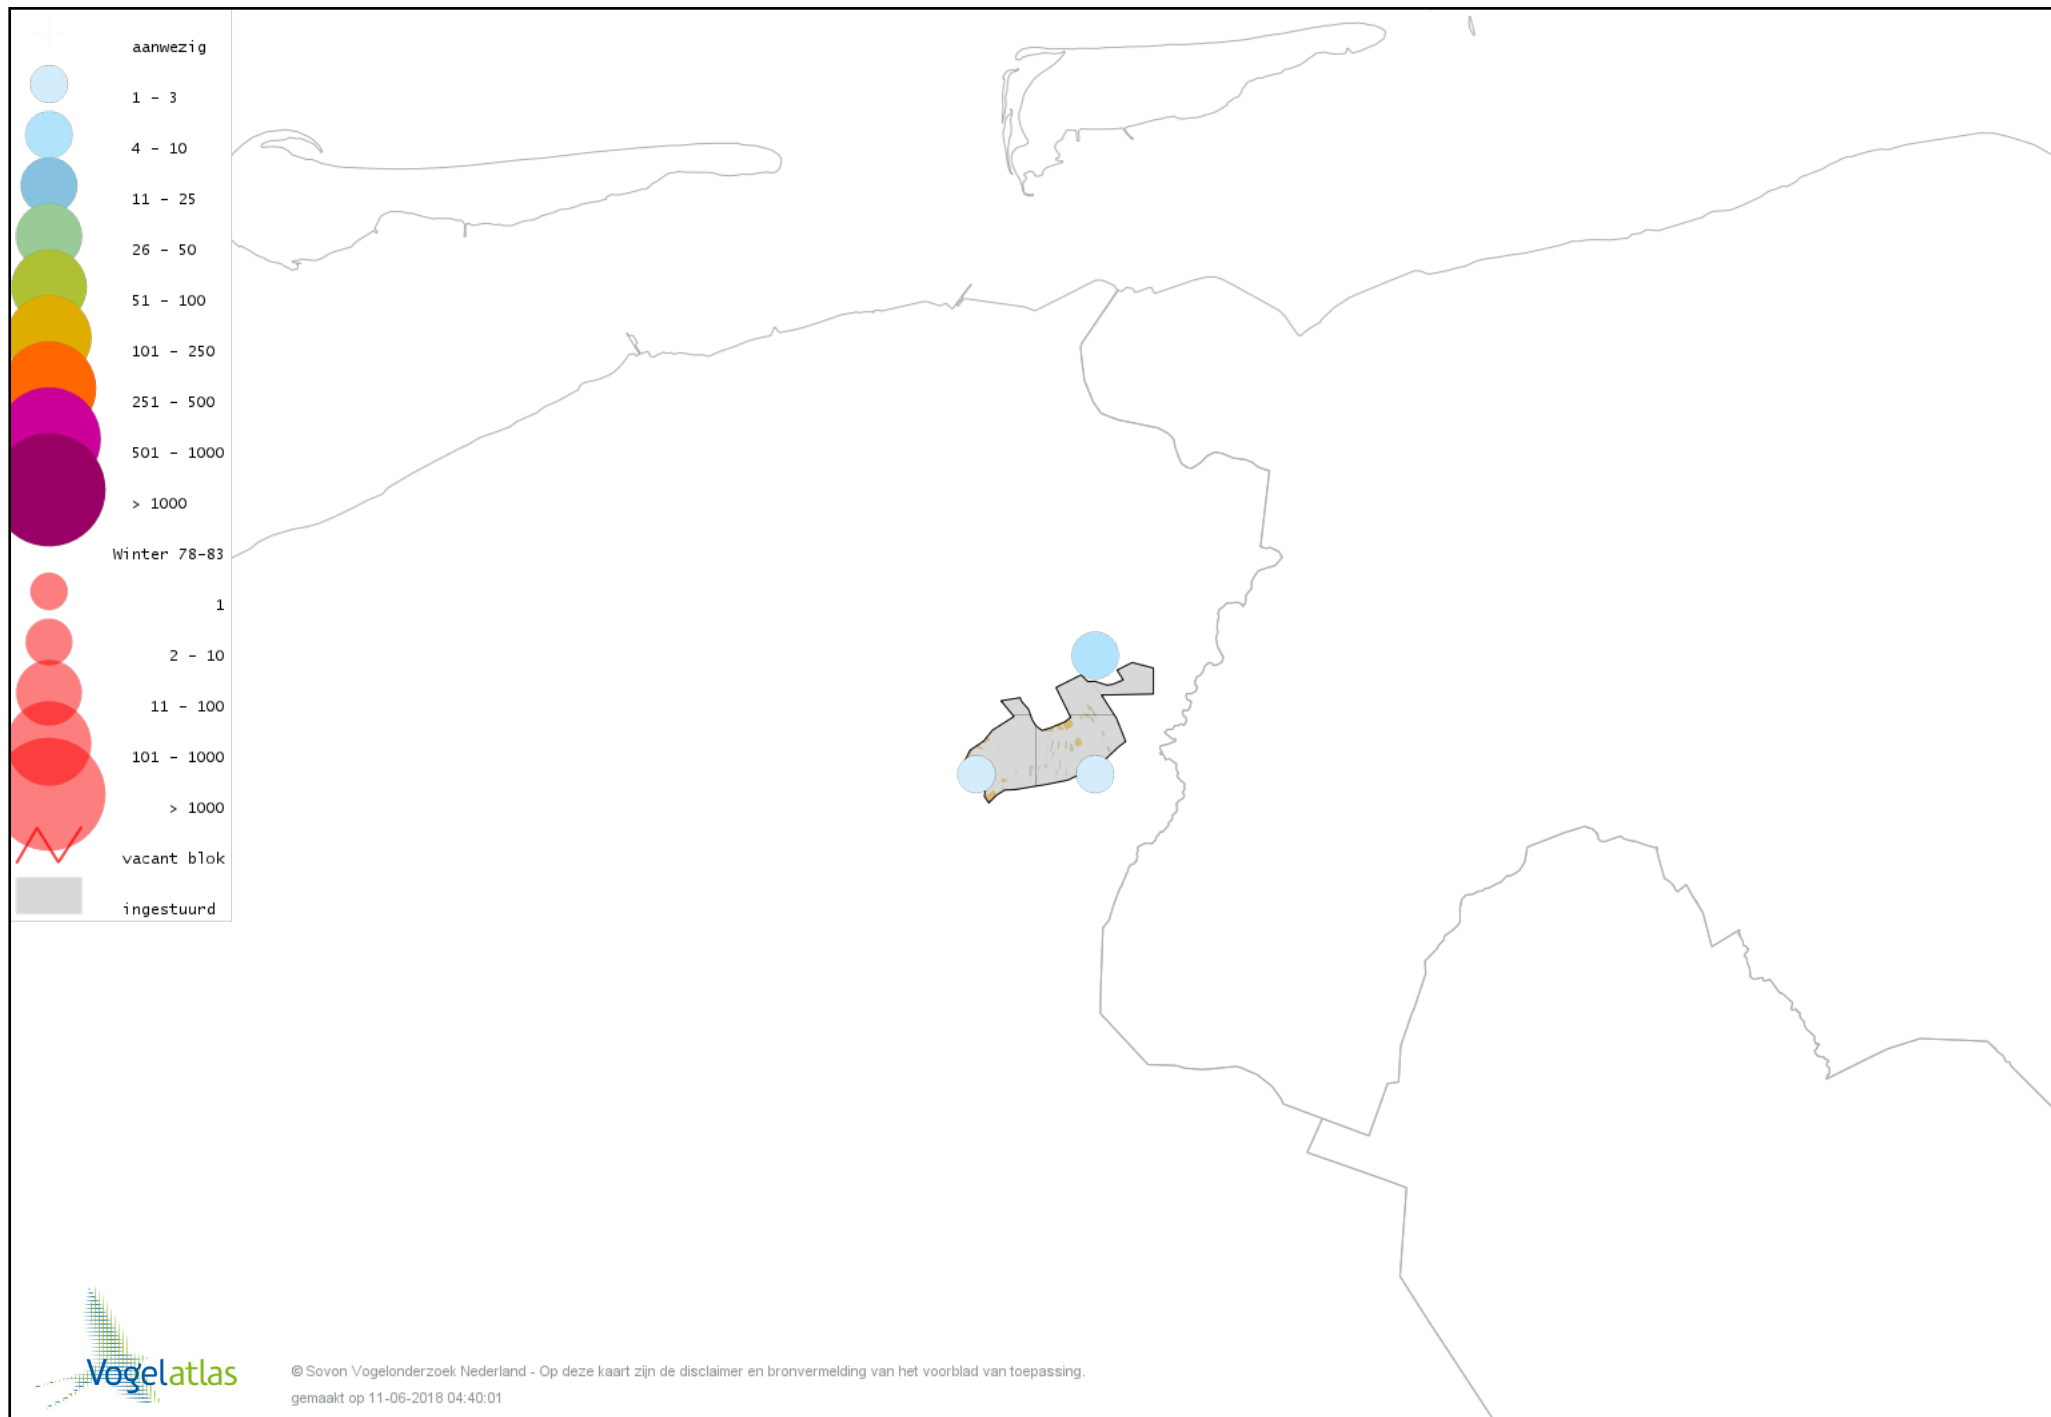 aanwezig
1 - 3
4 - 10
11 - 25
26 - 50
51 - 100
101 - 250
251 - 500
501 - 1000
> 1000
Winter 78-83
1
2 - 10
11 - 100
101 - 1000
> 1000
vacant blok
ingestuurd
Vogelatlas
© Sovon Vogelonderzoek Nederland - Op deze kaart zijn de disclaimer en bronvermelding van het voorblad van toepassing.
gemaakt op 11-06-2018 04:40:01